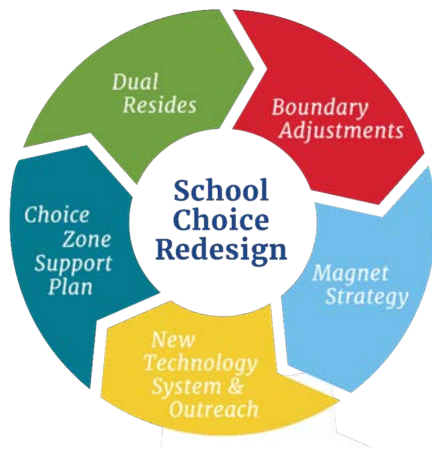 Dual
Resides
Boundary
Adjustments
School
Choice
Redesign
Choice
Zone
Support
Plan
Magnet
Strategy
New
Technology
System &
Outreach